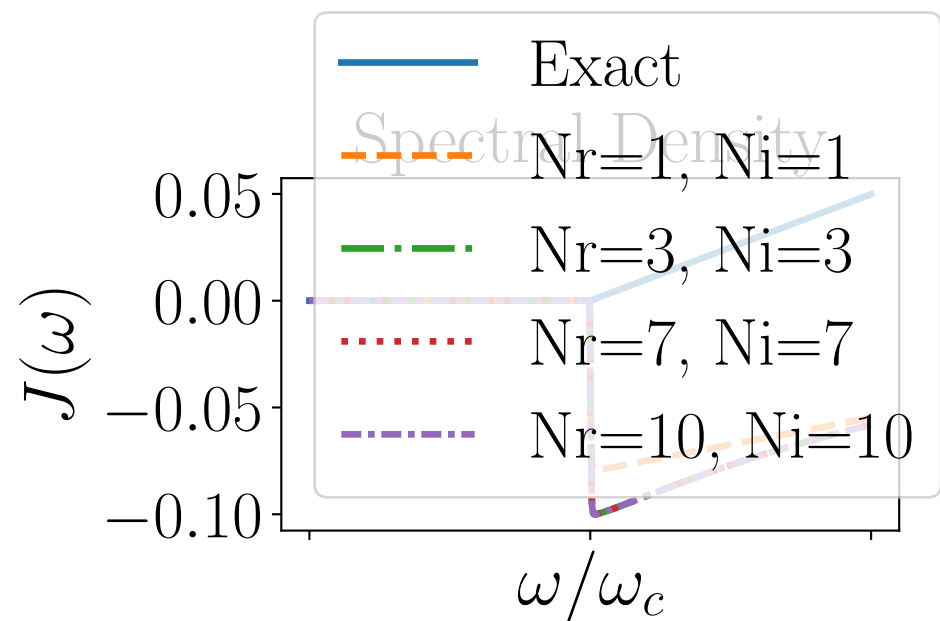 Exact
Spectral Density
Nr=1, Ni=1
Nr=3, Ni=3
Nr=7, Ni=7
Nr=10, Ni=10
0.05
0.00
−0.05
−0.10
J(ω)
ω/ω_c